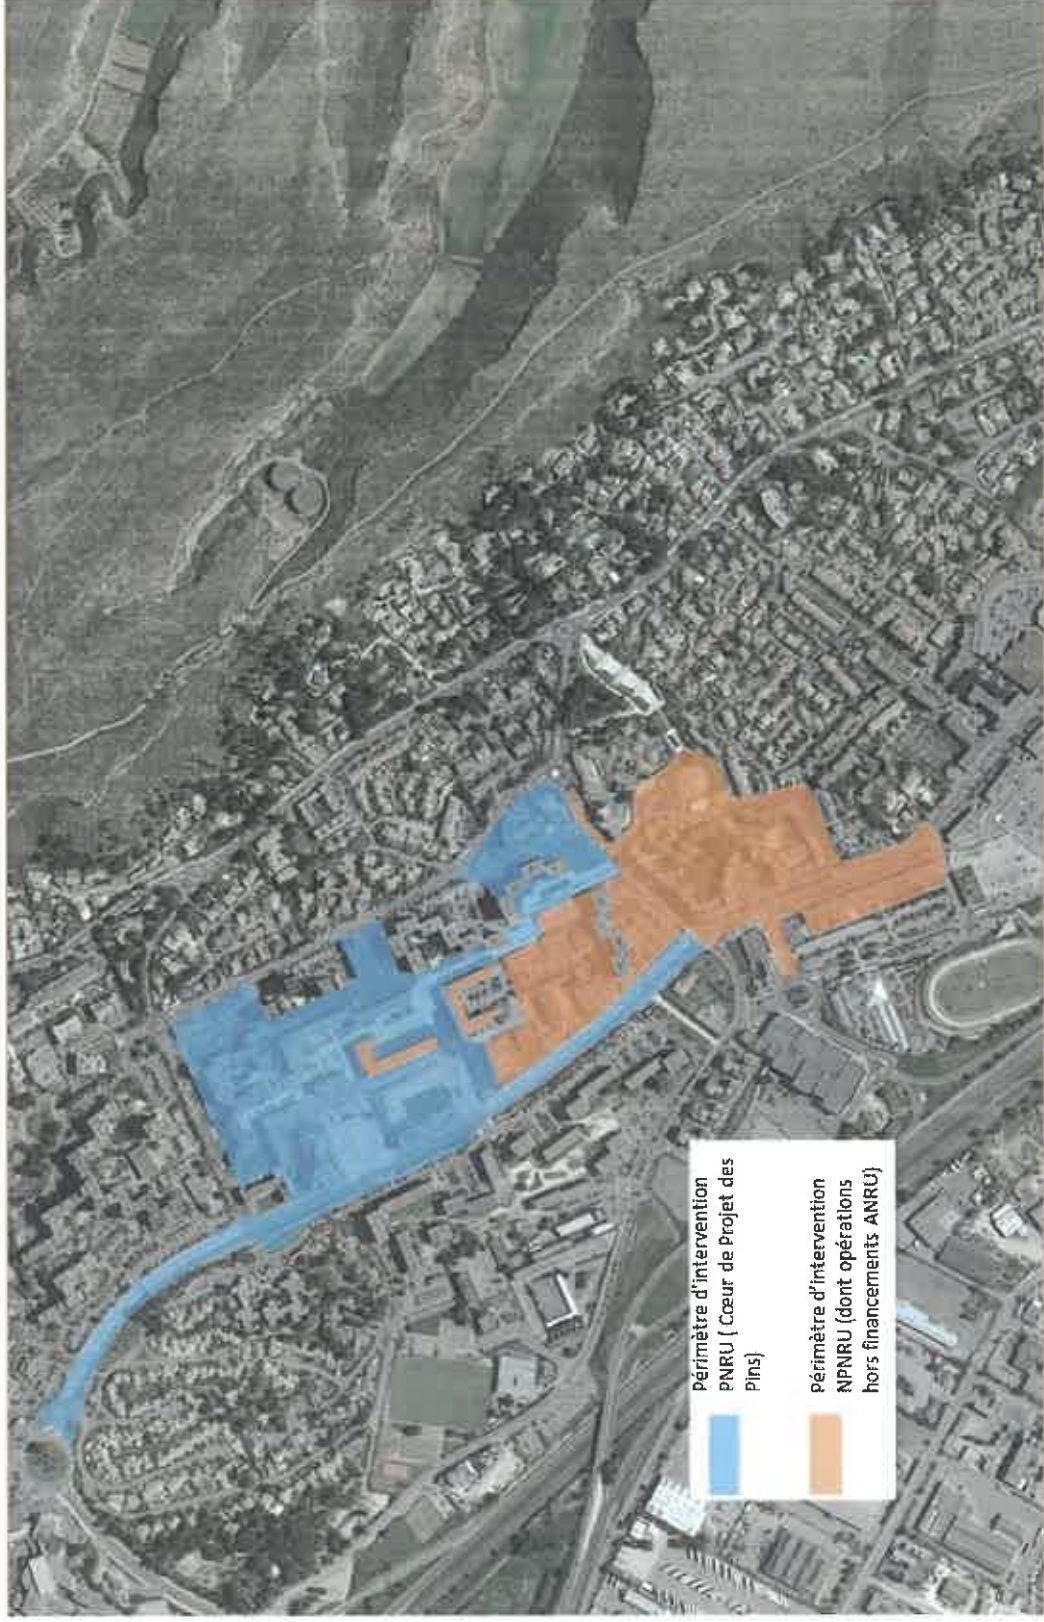 Périmètre d'intervention
PNRU ( Cœur de Projet des
Pins)
Périmètre d'intervention
NPNRU (dont opérations
hors financements ANRU)